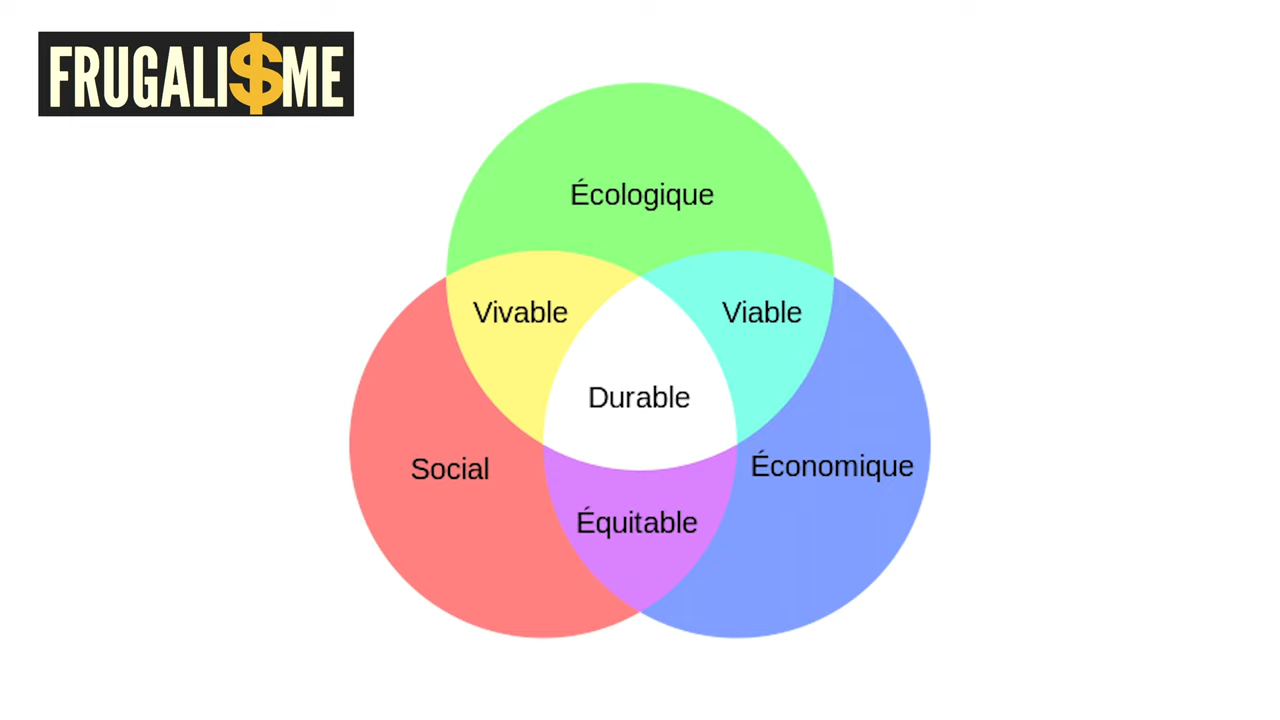 FRUGALI$ME
Écologique
Vivable
Viable
Durable
Social
Économique
Équitable